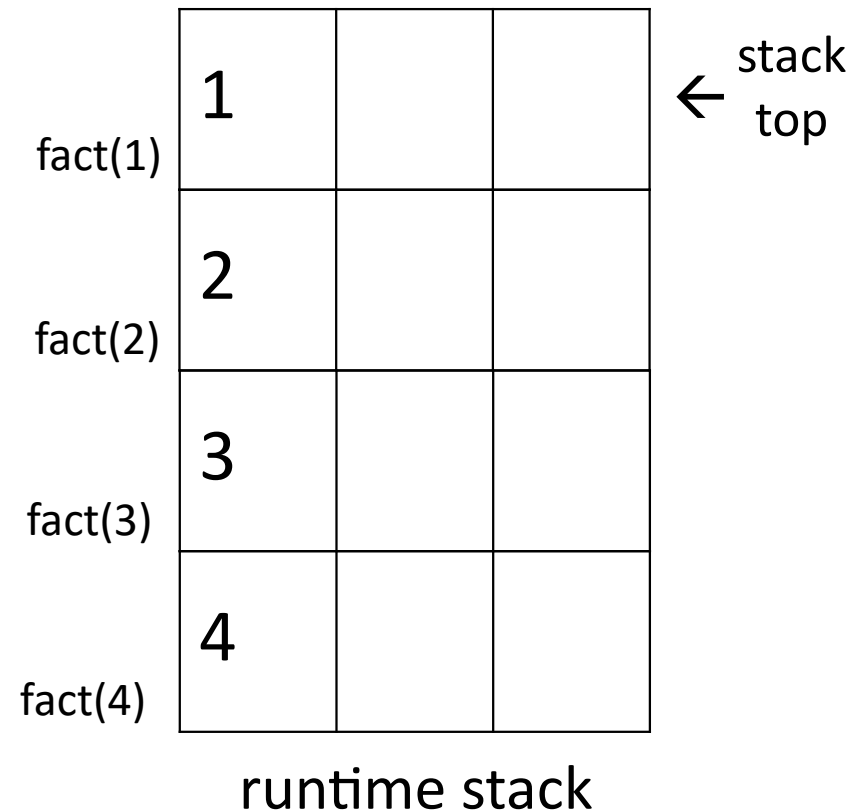 stack
top
1
fact(1)
2
fact(2)
3
fact(3)
4
fact(4)
runtime stack